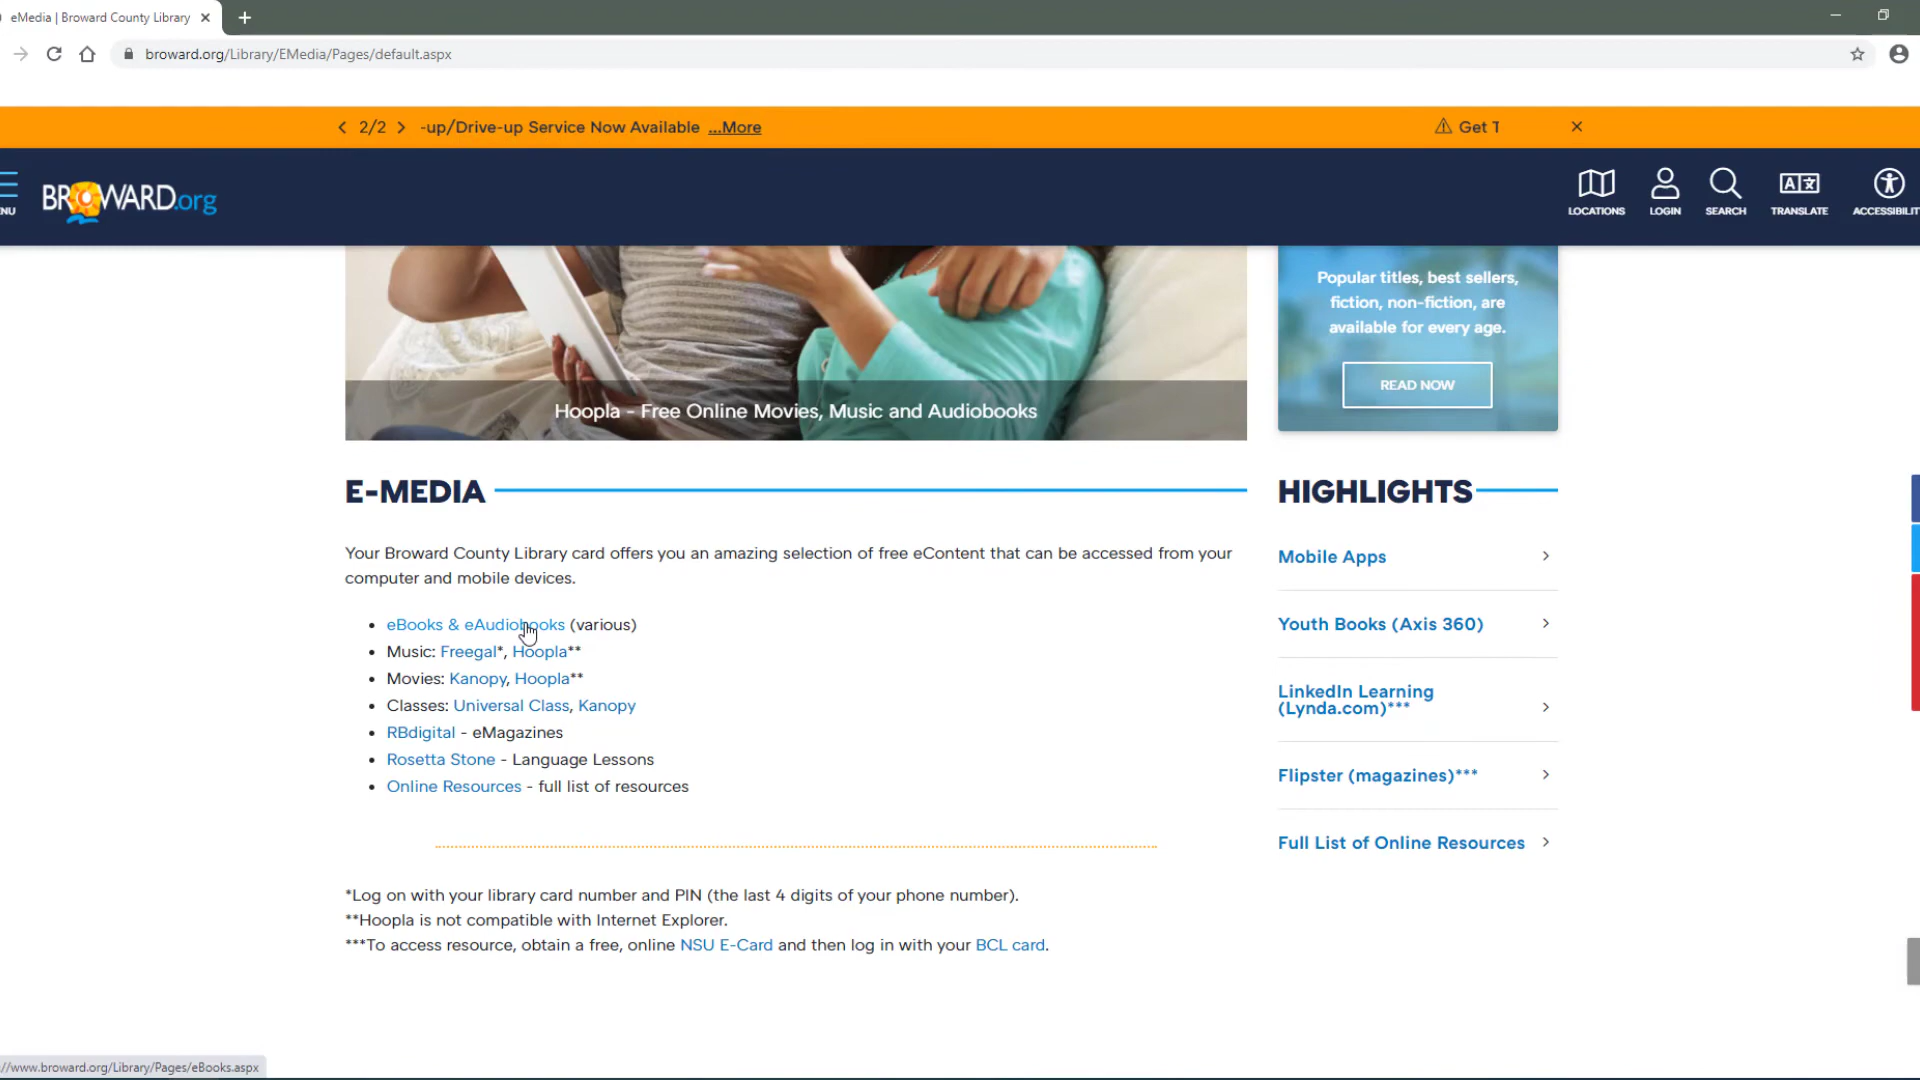 eMedia | Broward County Library
broward.org/Library/EMedia/Pages/default.aspx
2/2 -up/Drive-up Service Now Available ...More Get T
NU
BROWARD.org
LOCATIONS LOGIN SEARCH TRANSLATE ACCESSIBILIT
Popular titles, best sellers,
fiction, non-fiction, are
available for every age.
READ NOW
Hoopla - Free Online Movies, Music and Audiobooks
E-MEDIA
Your Broward County Library card offers you an amazing selection of free eContent that can be accessed from your
computer and mobile devices.
• eBooks & eAudiobooks (various)
• Music: Freegal*, Hoopla**
• Movies: Kanopy, Hoopla**
• Classes: Universal Class, Kanopy
• RBdigital - eMagazines
• Rosetta Stone - Language Lessons
• Online Resources - full list of resources
*Log on with your library card number and PIN (the last 4 digits of your phone number).
**Hoopla is not compatible with Internet Explorer.
***To access resource, obtain a free, online NSU E-Card and then log in with your BCL card.
HIGHLIGHTS
Mobile Apps
Youth Books (Axis 360)
LinkedIn Learning
(Lynda.com)***
Flipster (magazines)***
Full List of Online Resources
//www.broward.org/Library/Pages/eBooks.aspx